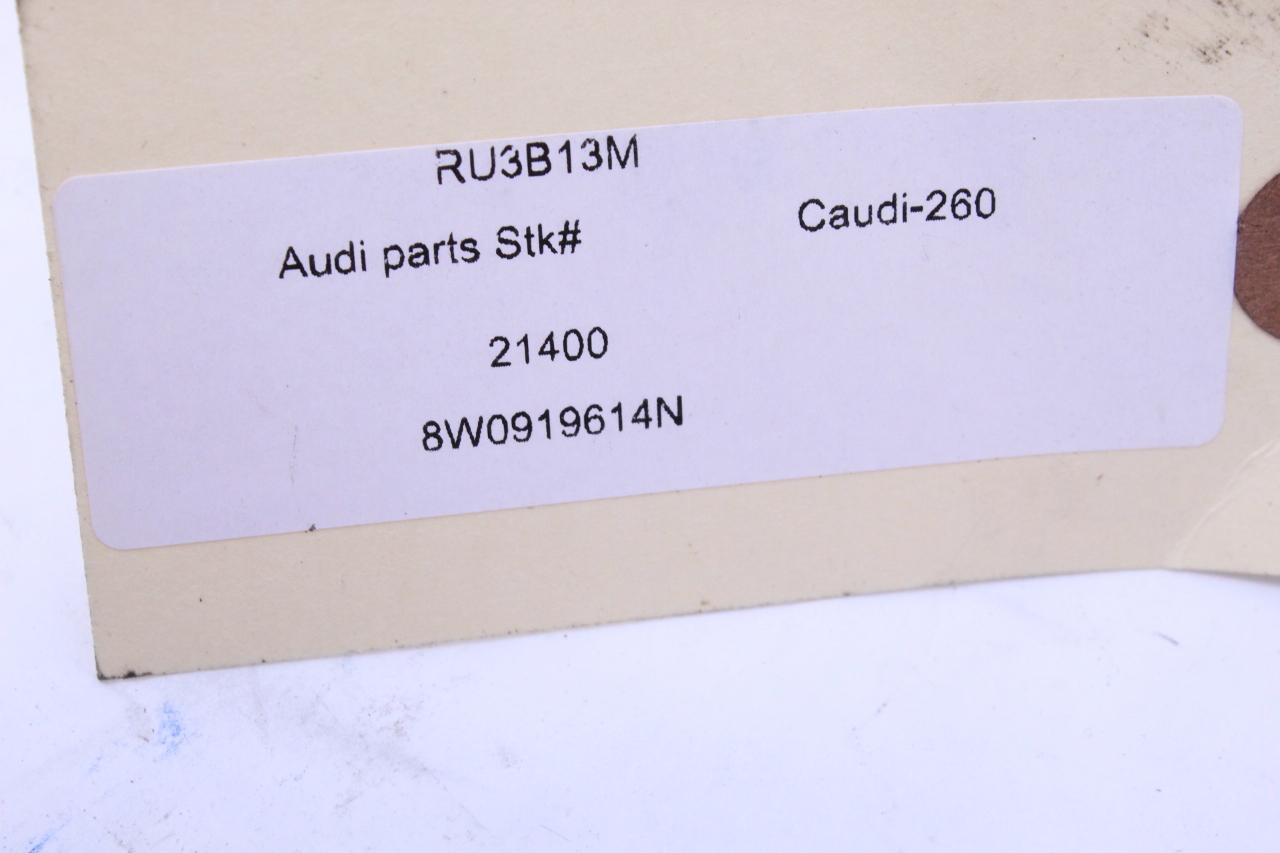 RU3B13M
Audi parts Stk# Caudi-260
21400
8W0919614N